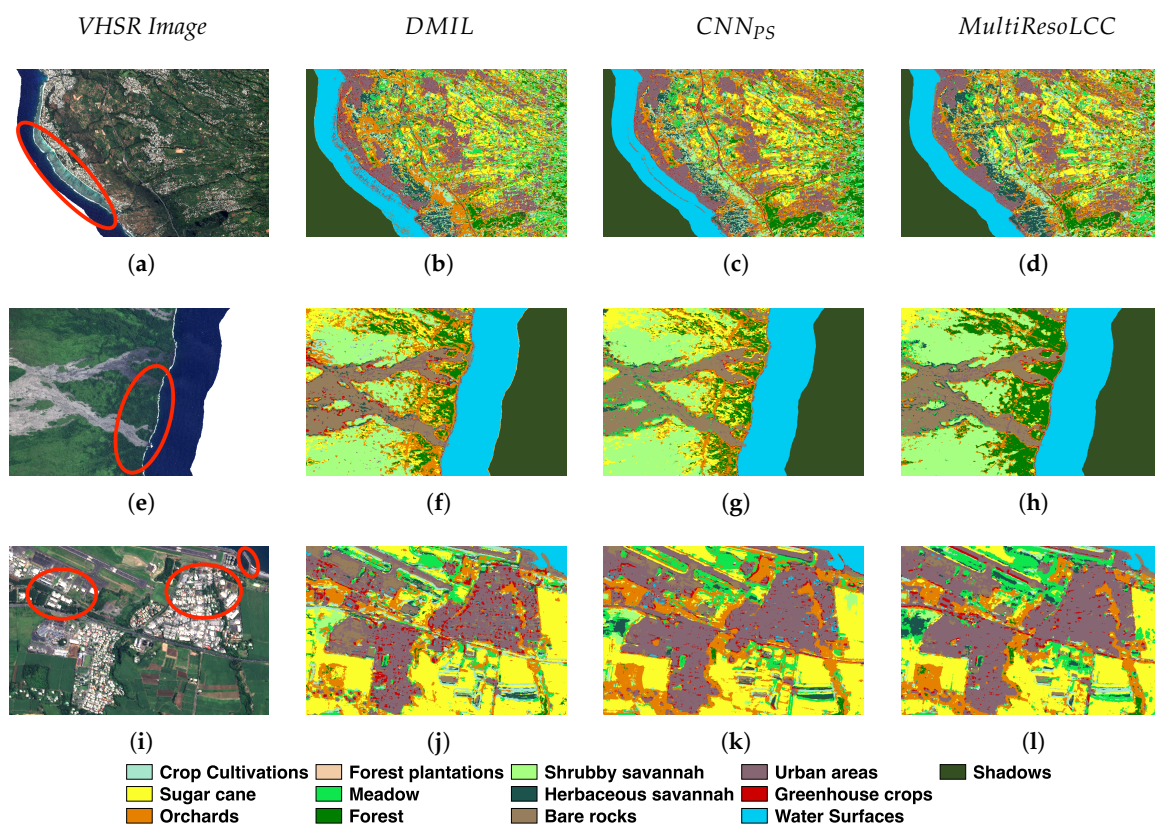 VHSR Image DMIL CNN_PS MultiResoLCC
(a) (b) (c) (d)
(e) (f) (g) (h)
(i) (j) (k) (l)
Crop Cultivations Forest plantations Shrubby savannah Urban areas Shadows
Sugar cane Meadow Herbaceous savannah Greenhouse crops
Orchards Forest Bare rocks Water Surfaces